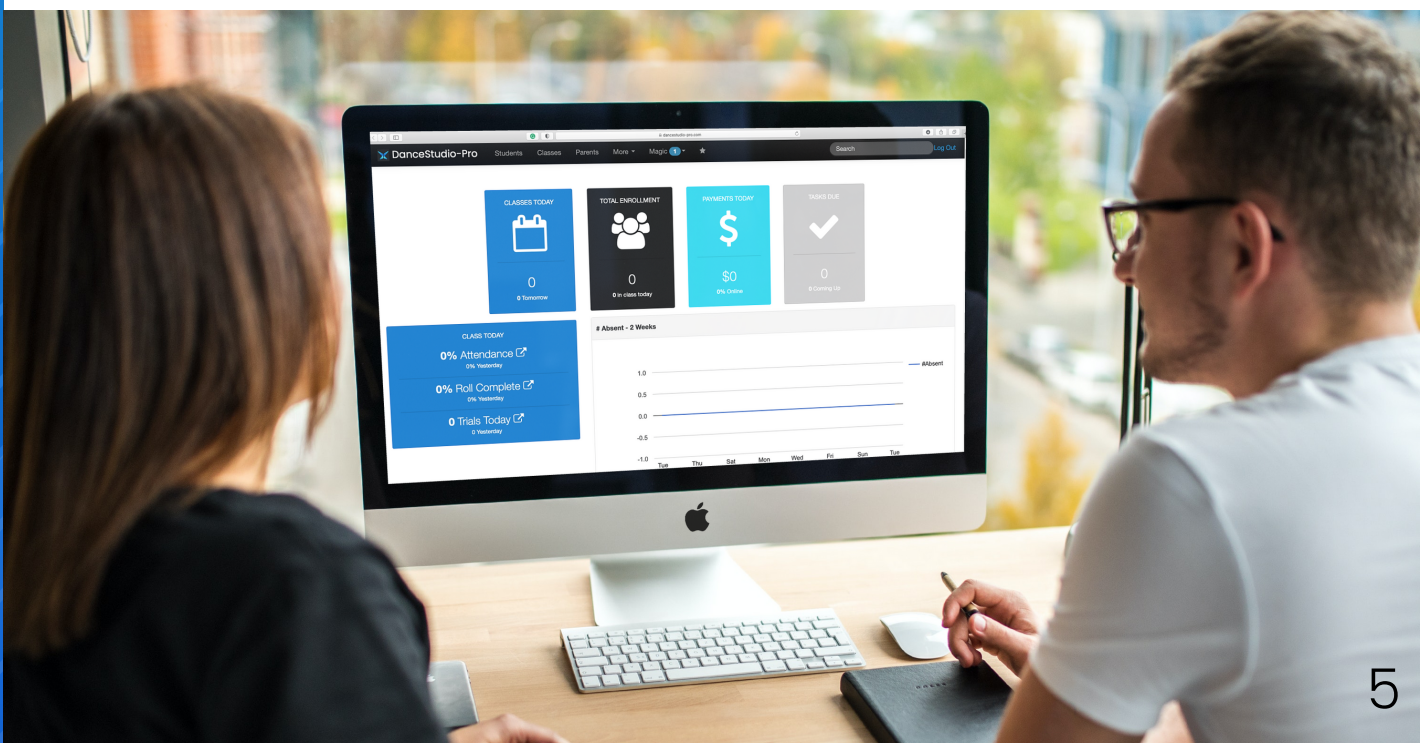 dancestudio-pro.com
DanceStudio-Pro Students Classes Parents More Magic 1 Search Log Out
CLASSES TODAY
0
0 Tomorrow
TOTAL ENROLLMENT
0
0 in class today
PAYMENTS TODAY
$
$0
0% Online
TASKS DUE
0
0 Coming Up
CLASS TODAY
0% Attendance
0% Yesterday
0% Roll Complete
0% Yesterday
0 Trials Today
0 Yesterday
# Absent - 2 Weeks
#Absent
1.0
0.5
0.0
-0.5
-1.0
Tue Thu Sat Mon Wed Fri Sun Tue
5